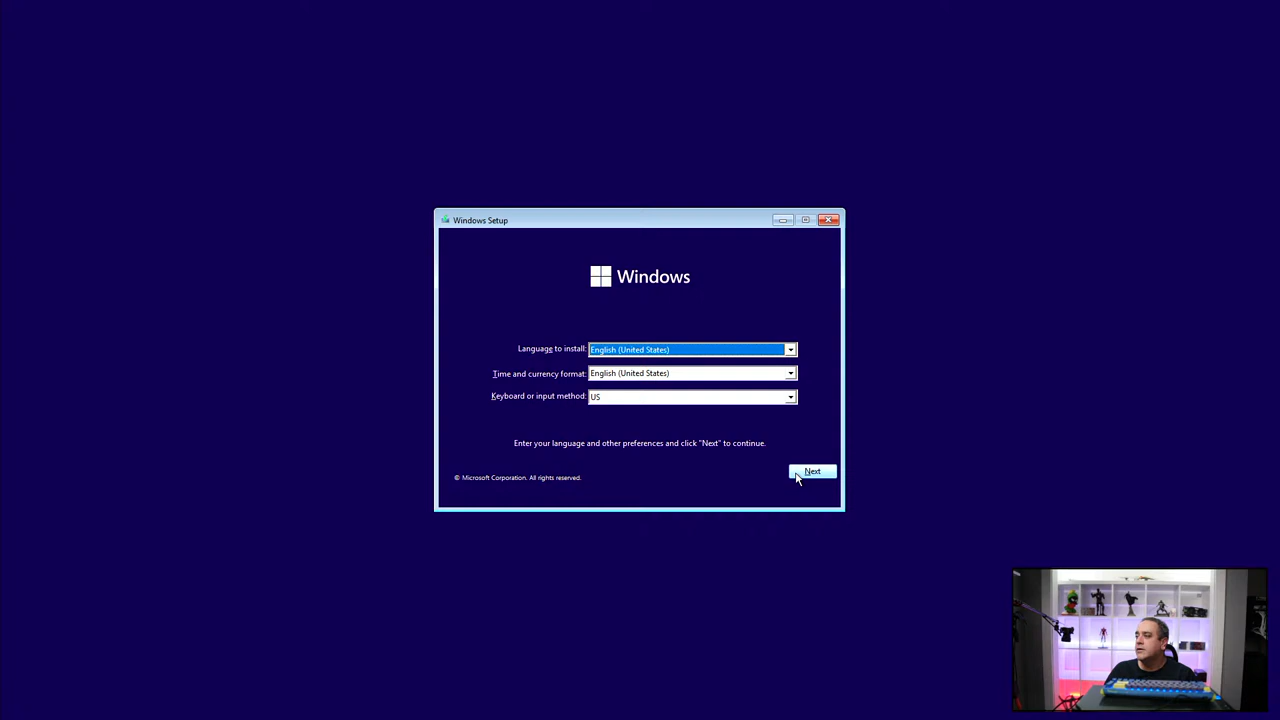 Windows Setup
Windows
Language to install: English (United States)
Time and currency format: English (United States)
Keyboard or input method: US
Enter your language and other preferences and click "Next" to continue.
Next
© Microsoft Corporation. All rights reserved.